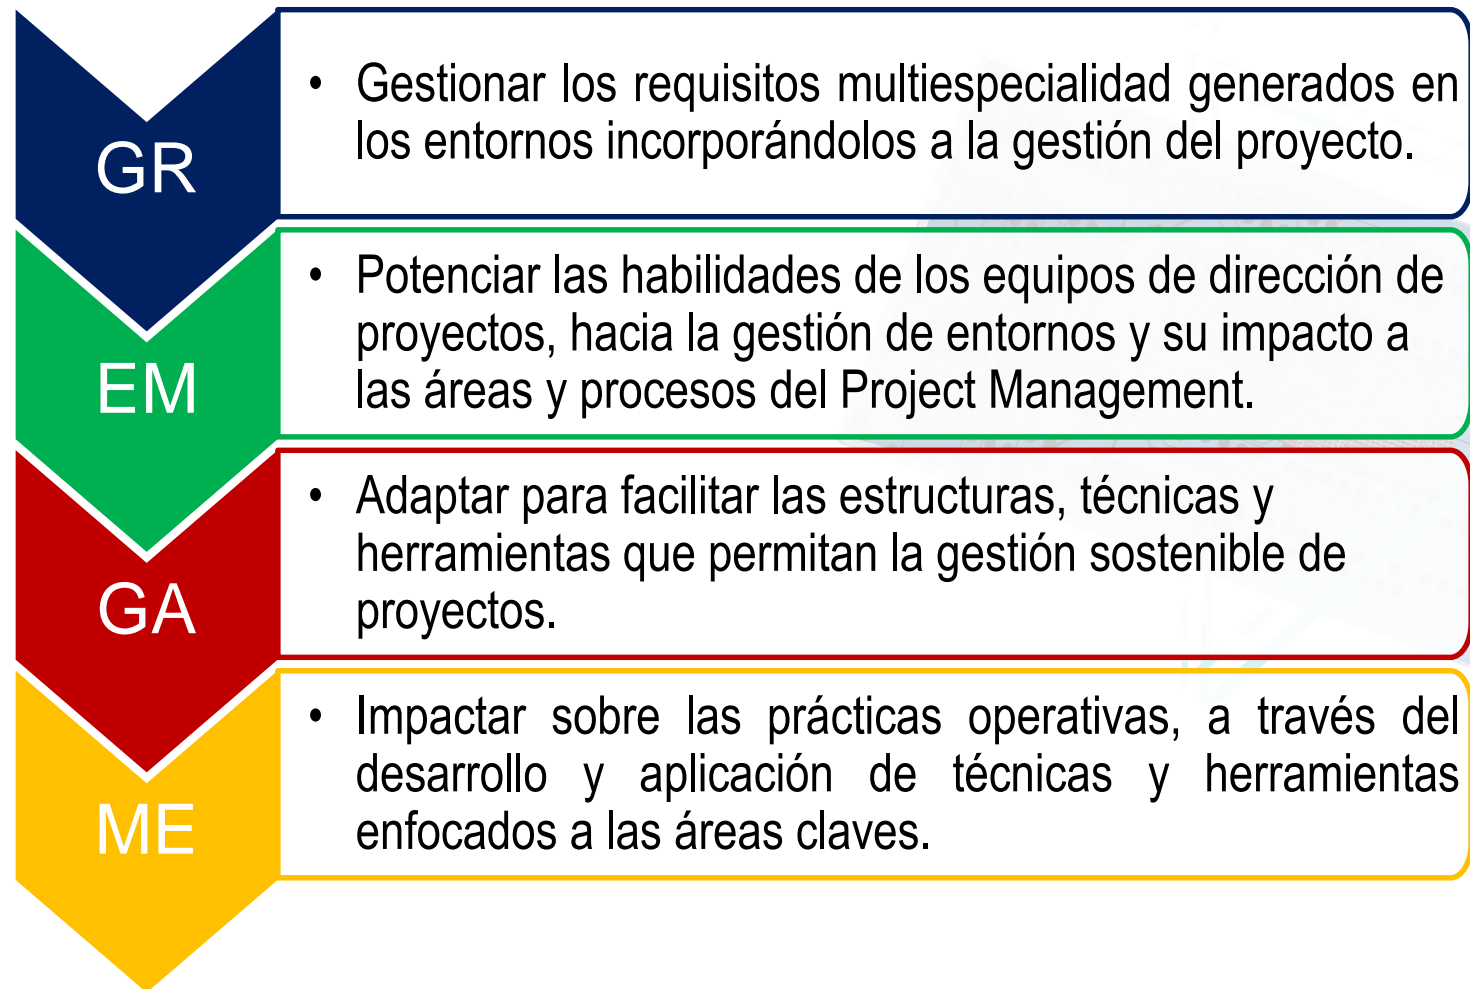 GR
• Gestionar los requisitos multiespecialidad generados en
los entornos incorporándolos a la gestión del proyecto.
EM
• Potenciar las habilidades de los equipos de dirección de
proyectos, hacia la gestión de entornos y su impacto a
las áreas y procesos del Project Management.
GA
• Adaptar para facilitar las estructuras, técnicas y
herramientas que permitan la gestión sostenible de
proyectos.
ME
• Impactar sobre las prácticas operativas, a través del
desarrollo y aplicación de técnicas y herramientas
enfocados a las áreas claves.